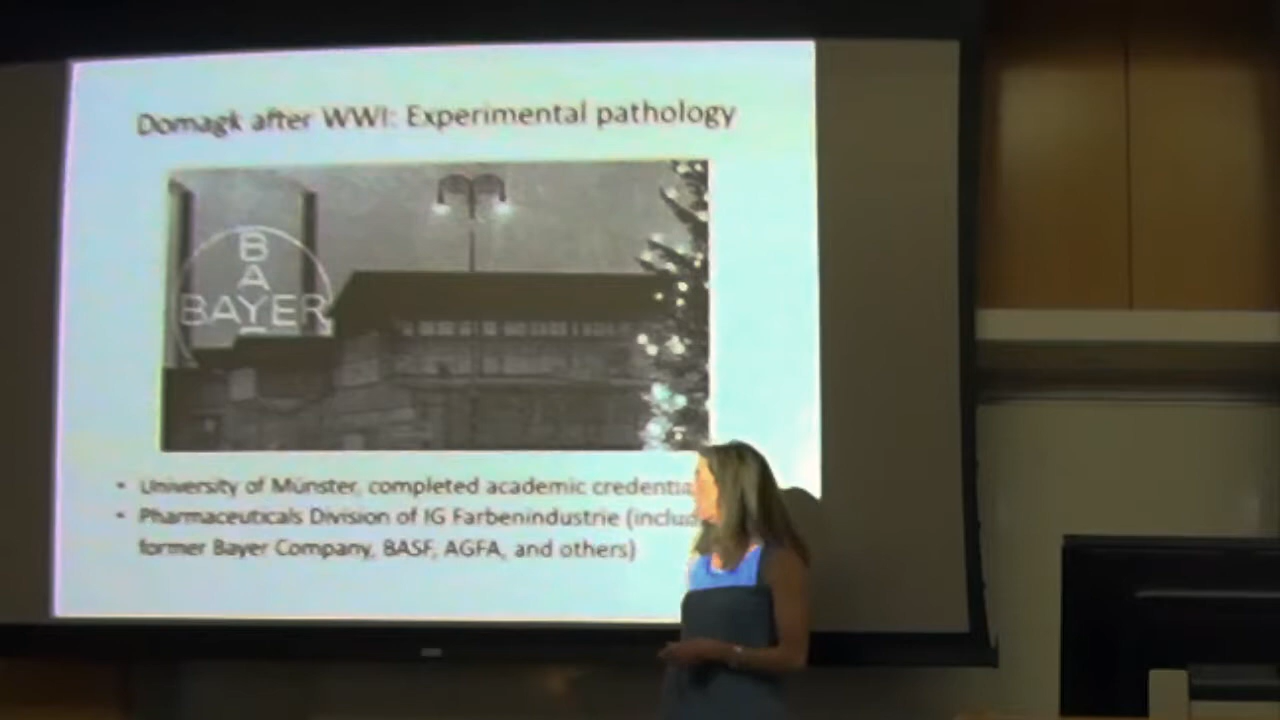 Domagk after WWI: Experimental pathology
B
A
BAYER
E
• University of Münster, completed academic credentia
• Pharmaceuticals Division of IG Farbenindustrie (includ
former Bayer Company, BASF, AGFA, and others)